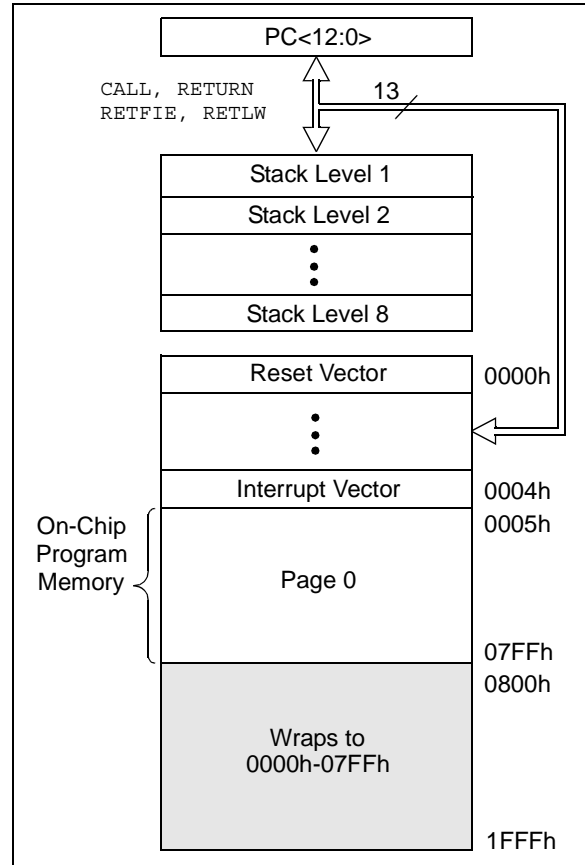 PC<12:0>
CALL, RETURN
RETFIE, RETLW
13
Stack Level 1
Stack Level 2
Stack Level 8
Reset Vector
0000h
Interrupt Vector
0004h
On-Chip
Program
Memory
0005h
Page 0
07FFh
0800h
Wraps to
0000h-07FFh
1FFFh